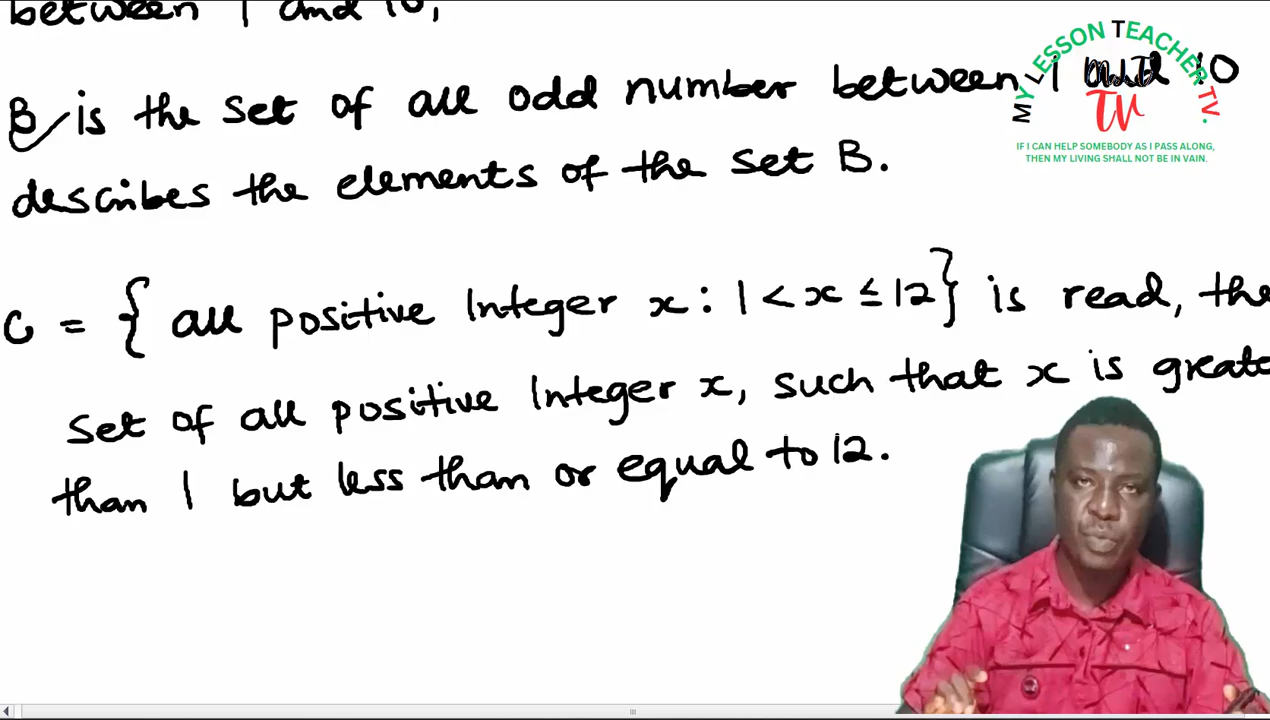 between 1 and 10,
B is the set of all odd number between 1 and 10
describes the elements of the set B.
C = { all positive Integer x : 1 < x ≤ 12 } is read, the
set of all positive Integer x, such that x is greate
than 1 but less than or equal to 12.
MY LESSON TEACHER TV.
TV
IF I CAN HELP SOMEBODY AS I PASS ALONG,
THEN MY LIVING SHALL NOT BE IN VAIN.